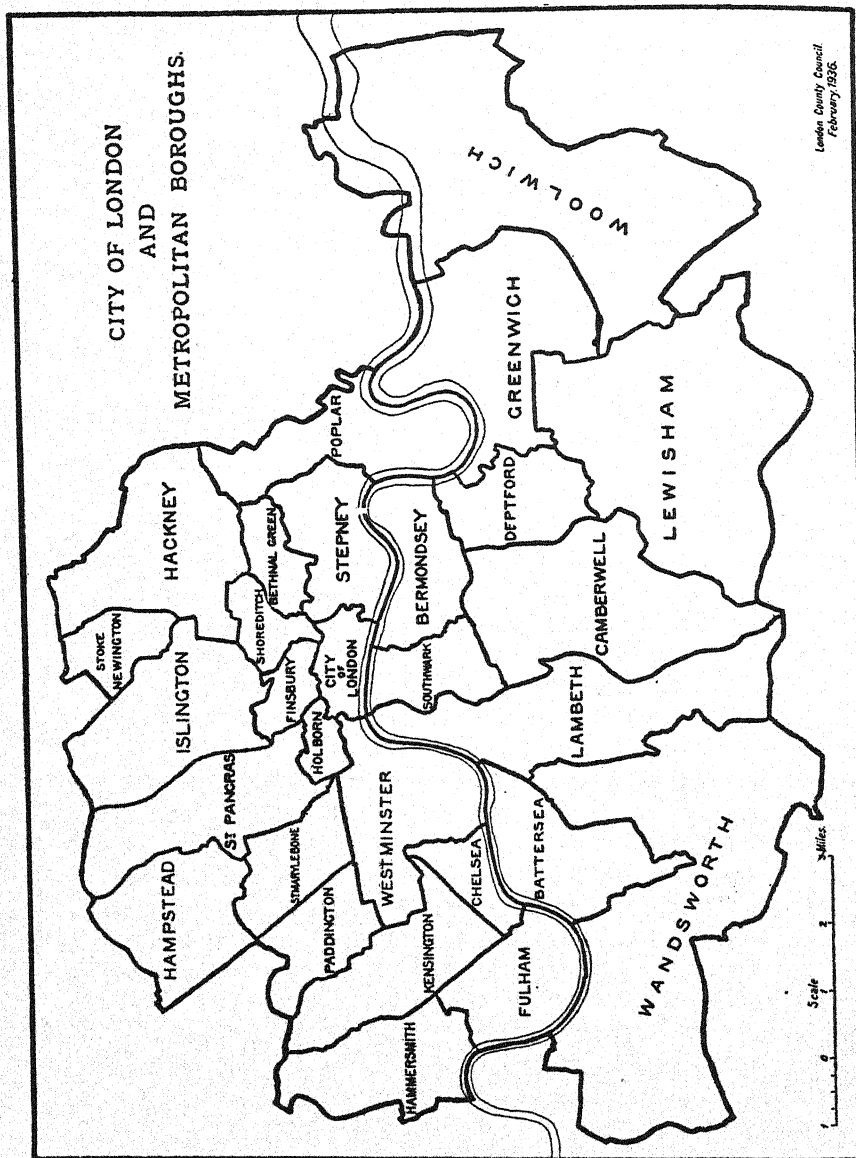 CITY OF LONDON
AND
METROPOLITAN BOROUGHS.
HAMPSTEAD
ST PANCRAS
ISLINGTON
STOKE
NEWINGTON
HACKNEY
ST MARYLEBONE
PADDINGTON
HOLBORN
FINSBURY
SHOREDITCH
BETHNAL GREEN
HAMMERSMITH
KENSINGTON
WESTMINSTER
CITY
OF
LONDON
STEPNEY
POPLAR
FULHAM
CHELSEA
BATTERSEA
SOUTHWARK
BERMONDSEY
DEPTFORD
GREENWICH
WOOLWICH
WANDSWORTH
LAMBETH
CAMBERWELL
LEWISHAM
1 0 1 2 3 Miles.
Scale
London County Council.
February, 1936.